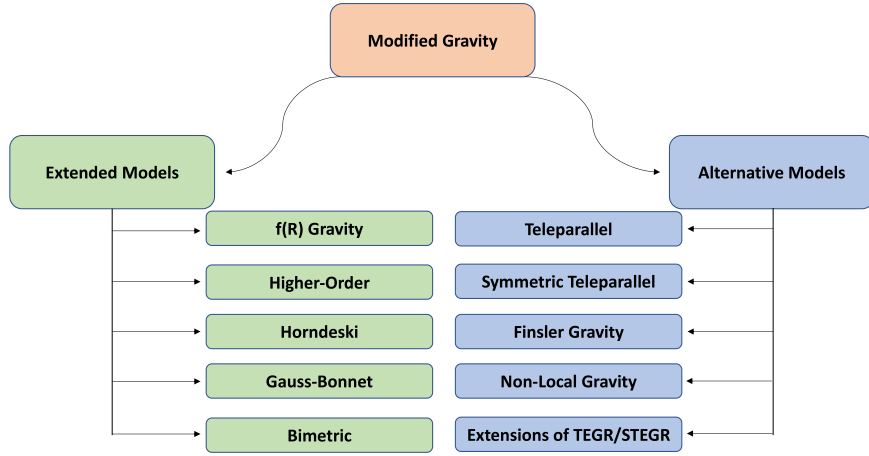 Modified Gravity
Extended Models
Alternative Models
f(R) Gravity
Teleparallel
Higher-Order
Symmetric Teleparallel
Horndeski
Finsler Gravity
Gauss-Bonnet
Non-Local Gravity
Bimetric
Extensions of TEGR/STEGR